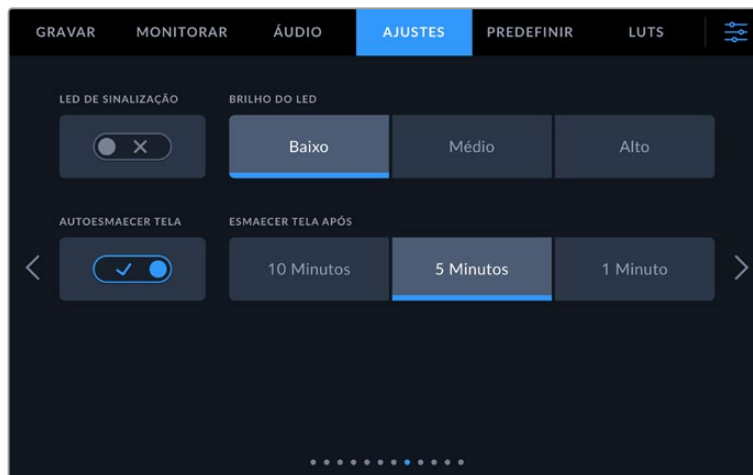 GRAVAR MONITORAR ÁUDIO AJUSTES PREDEFINIR LUTS
LED DE SINALIZAÇÃO BRILHO DO LED
Baixo Médio Alto
AUTOESMAECER TELA ESMAECER TELA APÓS
10 Minutos 5 Minutos 1 Minuto